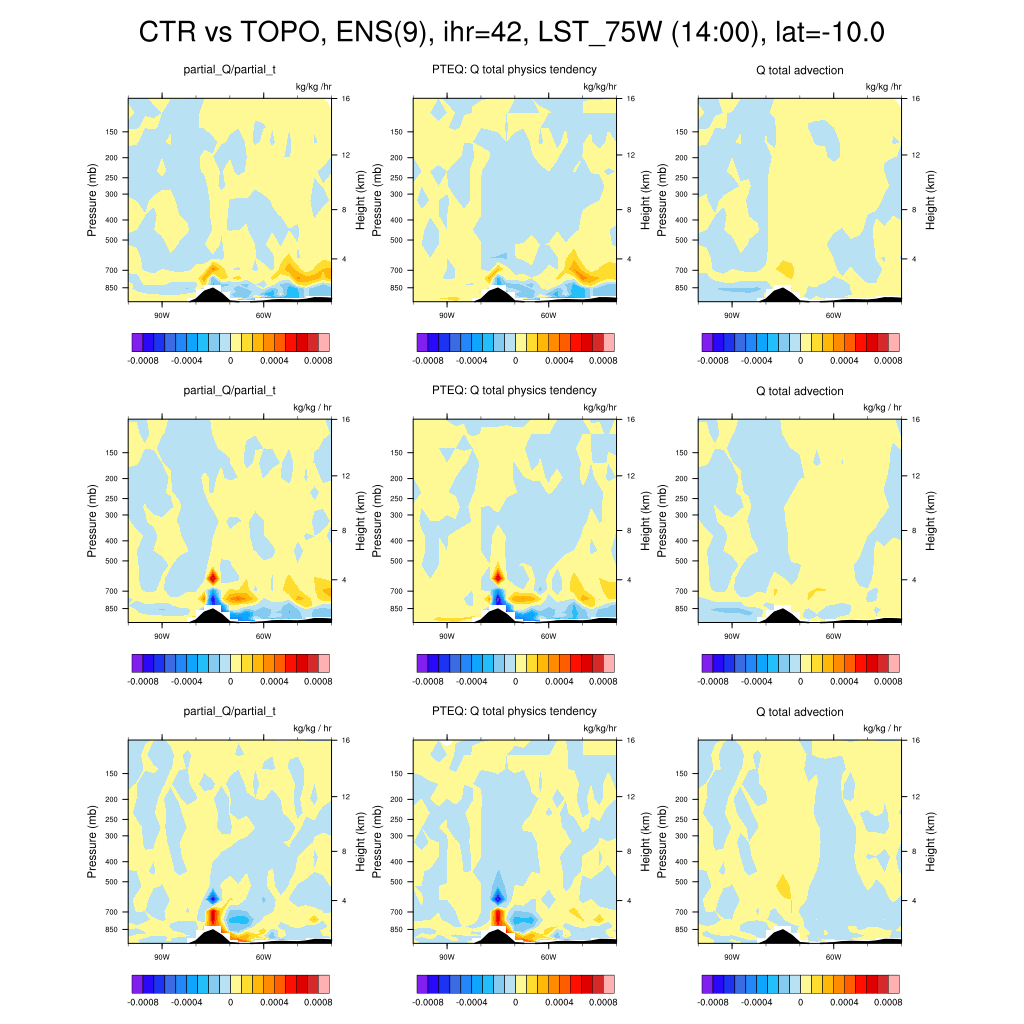 CTR vs TOPO, ENS(9), ihr=42, LST_75W (14:00), lat=-10.0
partial_Q/partial_t
PTEQ: Q total physics tendency
Q total advection
kg/kg /hr
kg/kg /hr
kg/kg /hr
Pressure (mb)
150
200
250
300
400
500
700
850
16
12
8
4
Height (km)
90W
60W
Pressure (mb)
150
200
250
300
400
500
700
850
16
12
8
4
Height (km)
90W
60W
Pressure (mb)
150
200
250
300
400
500
700
850
16
12
8
4
Height (km)
90W
60W
-0.0008 -0.0004 0 0.0004 0.0008
-0.0008 -0.0004 0 0.0004 0.0008
-0.0008 -0.0004 0 0.0004 0.0008
partial_Q/partial_t
PTEQ: Q total physics tendency
Q total advection
kg/kg / hr
kg/kg/hr
kg/kg / hr
Pressure (mb)
150
200
250
300
400
500
700
850
16
12
8
4
Height (km)
90W
60W
Pressure (mb)
150
200
250
300
400
500
700
850
16
12
8
4
Height (km)
90W
60W
Pressure (mb)
150
200
250
300
400
500
700
850
16
12
8
4
Height (km)
90W
60W
-0.0008 -0.0004 0 0.0004 0.0008
-0.0008 -0.0004 0 0.0004 0.0008
-0.0008 -0.0004 0 0.0004 0.0008
partial_Q/partial_t
PTEQ: Q total physics tendency
Q total advection
kg/kg / hr
kg/kg/hr
kg/kg / hr
Pressure (mb)
150
200
250
300
400
500
700
850
16
12
8
4
Height (km)
90W
60W
Pressure (mb)
150
200
250
300
400
500
700
850
16
12
8
4
Height (km)
90W
60W
Pressure (mb)
150
200
250
300
400
500
700
850
16
12
8
4
Height (km)
90W
60W
-0.0008 -0.0004 0 0.0004 0.0008
-0.0008 -0.0004 0 0.0004 0.0008
-0.0008 -0.0004 0 0.0004 0.0008